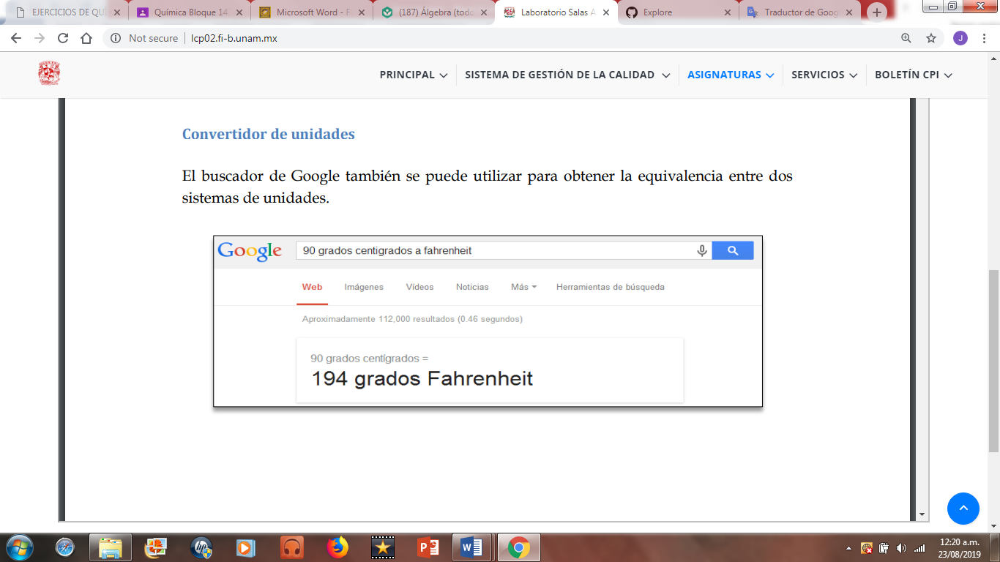 EJERCICIOS DE QU
Química Bloque 14
Microsoft Word - F
(187) Álgebra (todo
Laboratorio Salas A
Explore
Traductor de Goog
Not secure | lcp02.fi-b.unam.mx
J
PRINCIPAL
SISTEMA DE GESTIÓN DE LA CALIDAD
ASIGNATURAS
SERVICIOS
BOLETÍN CPI
Convertidor de unidades
El buscador de Google también se puede utilizar para obtener la equivalencia entre dos
sistemas de unidades.
Google
90 grados centigrados a fahrenheit
Web
Imágenes
Vídeos
Noticias
Más
Herramientas de búsqueda
Aproximadamente 112,000 resultados (0.46 segundos)
90 grados centígrados =
194 grados Fahrenheit
12:20 a.m.
23/08/2019